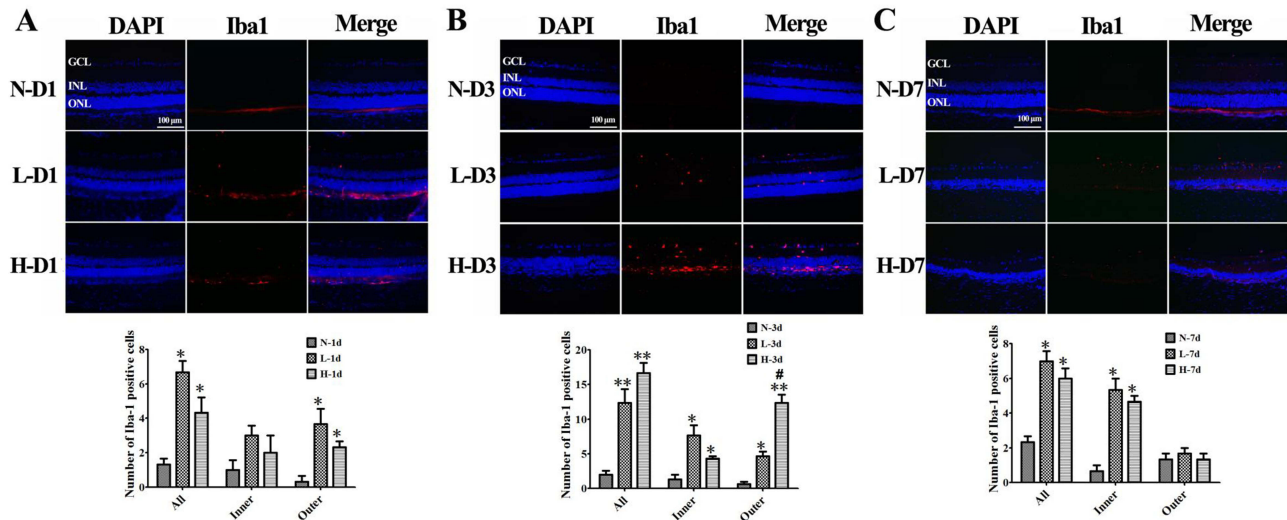 A
DAPI Iba1 Merge
N-D1
GCL
INL
ONL
100 μm
L-D1
H-D1
Number of Iba-1 positive cells
8
6
4
2
0
N-1d
L-1d
H-1d
*
*
*
*
All Inner Outer
B
DAPI Iba1 Merge
N-D3
GCL
INL
ONL
100 μm
L-D3
H-D3
Number of Iba-1 positive cells
20
15
10
5
0
N-3d
L-3d
H-3d
**
**
*
*
*
#
**
All Inner Outer
C
DAPI Iba1 Merge
N-D7
GCL
INL
ONL
100 μm
L-D7
H-D7
Number of Iba-1 positive cells
8
6
4
2
0
N-7d
L-7d
H-7d
*
*
*
*
All Inner Outer